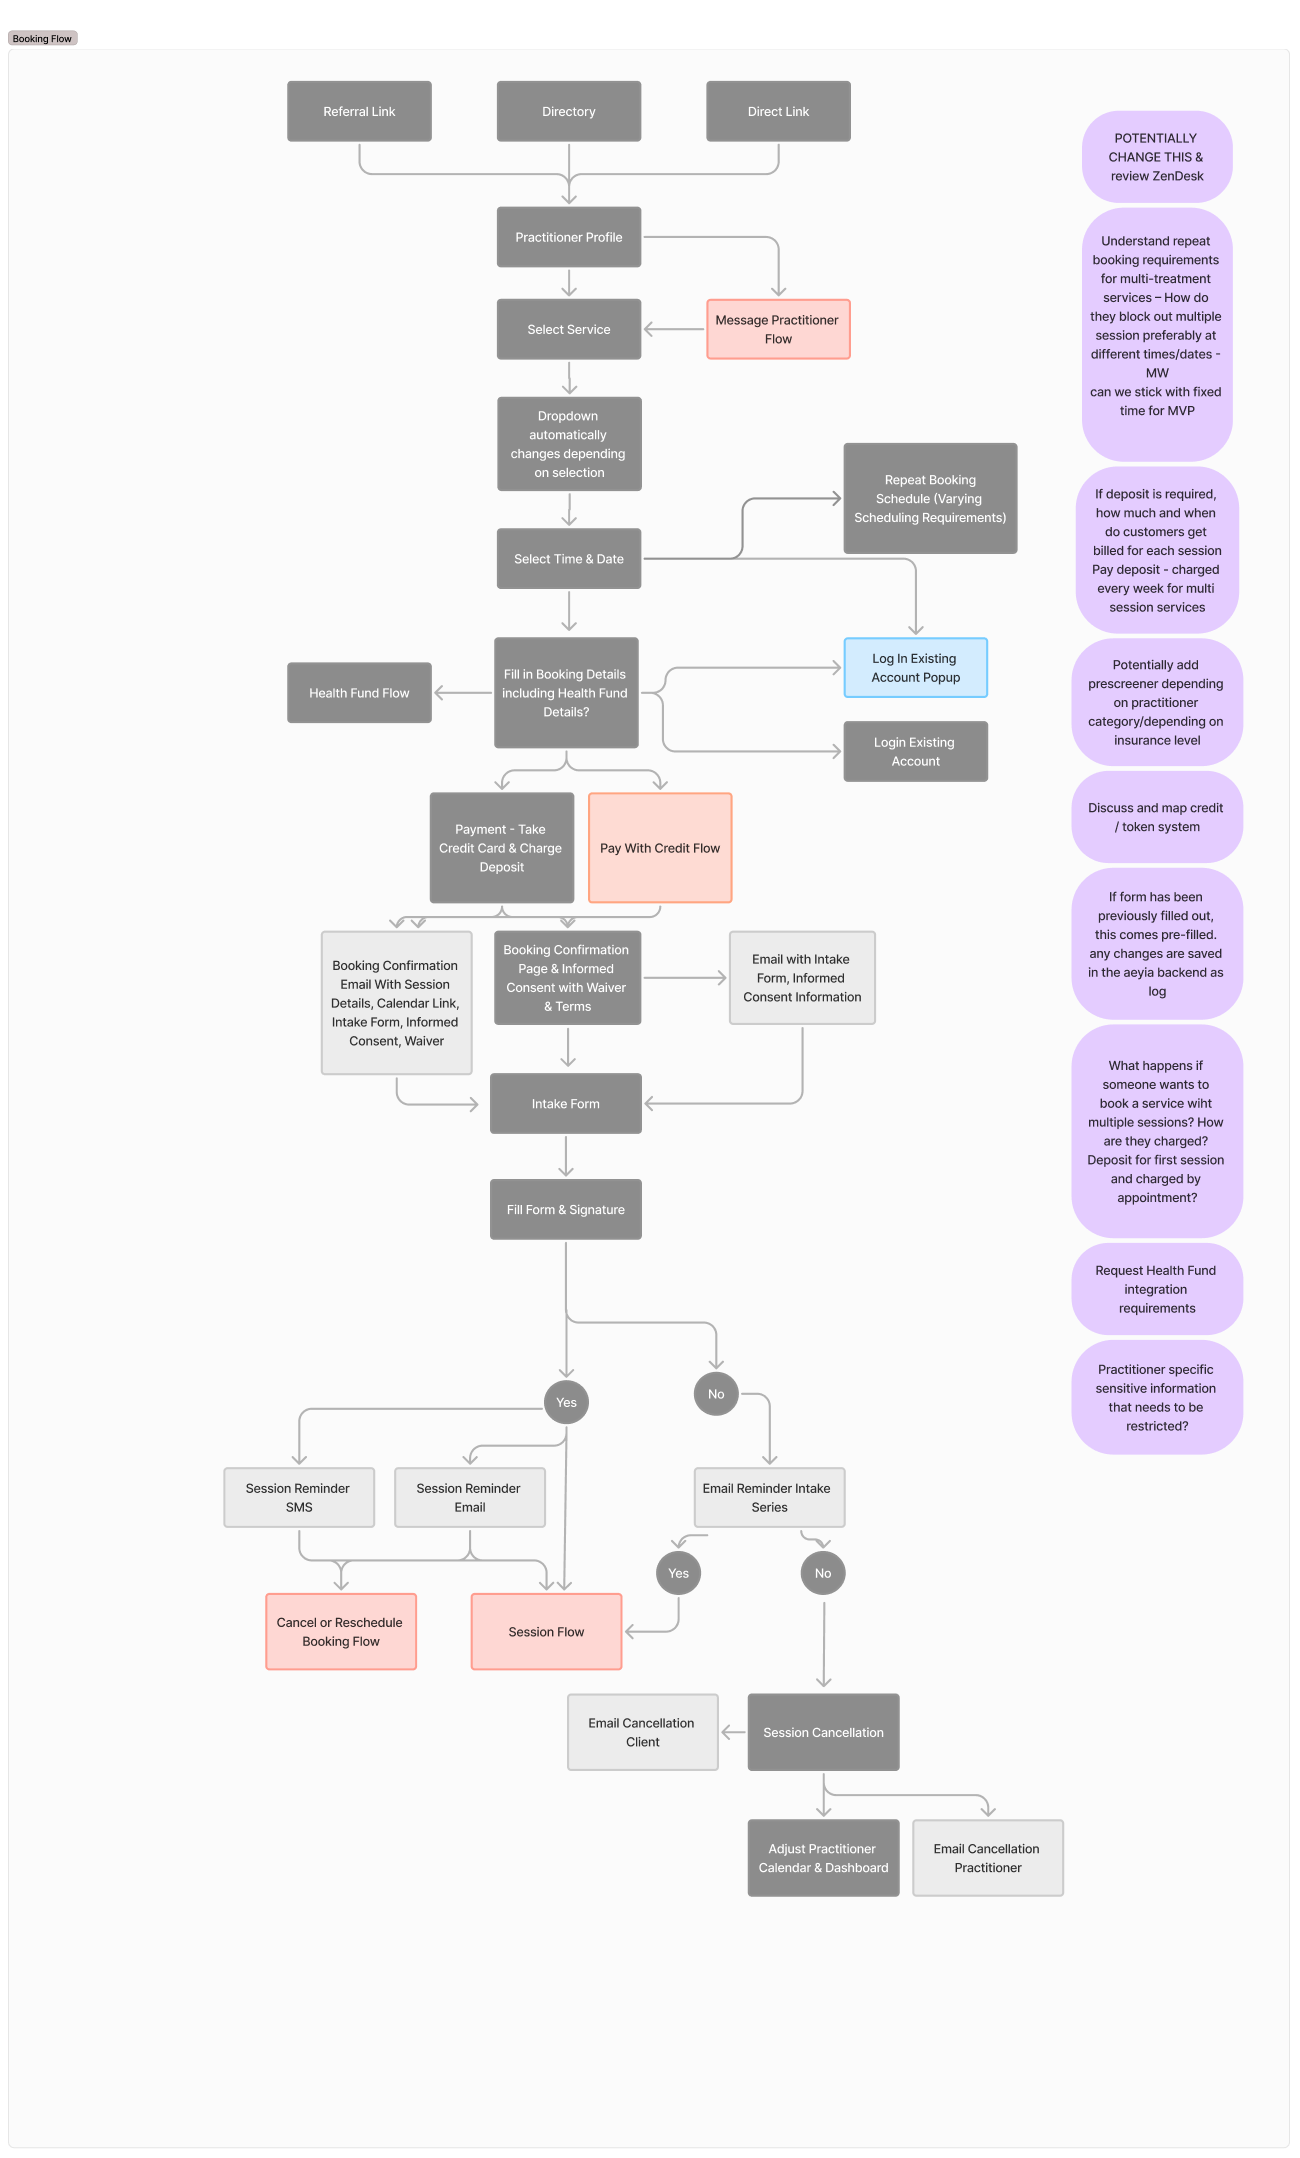 Booking Flow
Referral Link
Directory
Direct Link
POTENTIALLY
CHANGE THIS &
review ZenDesk
Practitioner Profile
Understand repeat
booking requirements
for multi-treatment
services – How do
they block out multiple
session preferably at
different times/dates -
MW
can we stick with fixed
time for MVP
Select Service
Message Practitioner
Flow
Dropdown
automatically
changes depending
on selection
Repeat Booking
Schedule (Varying
Scheduling Requirements)
If deposit is required,
how much and when
do customers get
billed for each session
Pay deposit - charged
every week for multi
session services
Select Time & Date
Health Fund Flow
Fill in Booking Details
including Health Fund
Details?
Log In Existing
Account Popup
Potentially add
prescreener depending
on practitioner
category/depending on
insurance level
Login Existing
Account
Payment - Take
Credit Card & Charge
Deposit
Pay With Credit Flow
Discuss and map credit
/ token system
If form has been
previously filled out,
this comes pre-filled.
any changes are saved
in the aeyia backend as
log
Booking Confirmation
Email With Session
Details, Calendar Link,
Intake Form, Informed
Consent, Waiver
Booking Confirmation
Page & Informed
Consent with Waiver
& Terms
Email with Intake
Form, Informed
Consent Information
Intake Form
What happens if
someone wants to
book a service wiht
multiple sessions? How
are they charged?
Deposit for first session
and charged by
appointment?
Fill Form & Signature
Request Health Fund
integration
requirements
Practitioner specific
sensitive information
that needs to be
restricted?
Yes
No
Session Reminder
SMS
Session Reminder
Email
Email Reminder Intake
Series
Yes
No
Cancel or Reschedule
Booking Flow
Session Flow
Email Cancellation
Client
Session Cancellation
Adjust Practitioner
Calendar & Dashboard
Email Cancellation
Practitioner